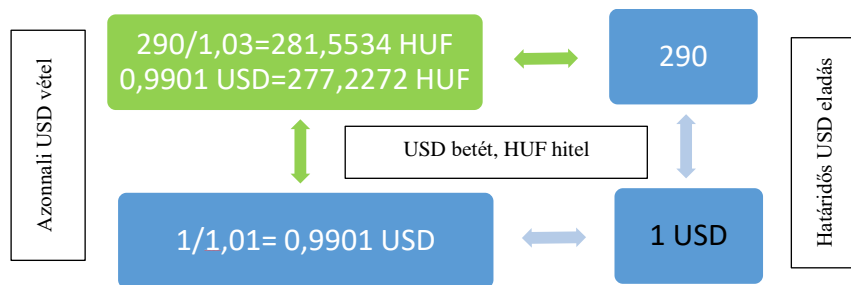 Azonnali USD vétel
290/1,03=281,5534 HUF
0,9901 USD=277,2272 HUF
290
USD betét, HUF hitel
1/1,01= 0,9901 USD
1 USD
Határidős USD eladás